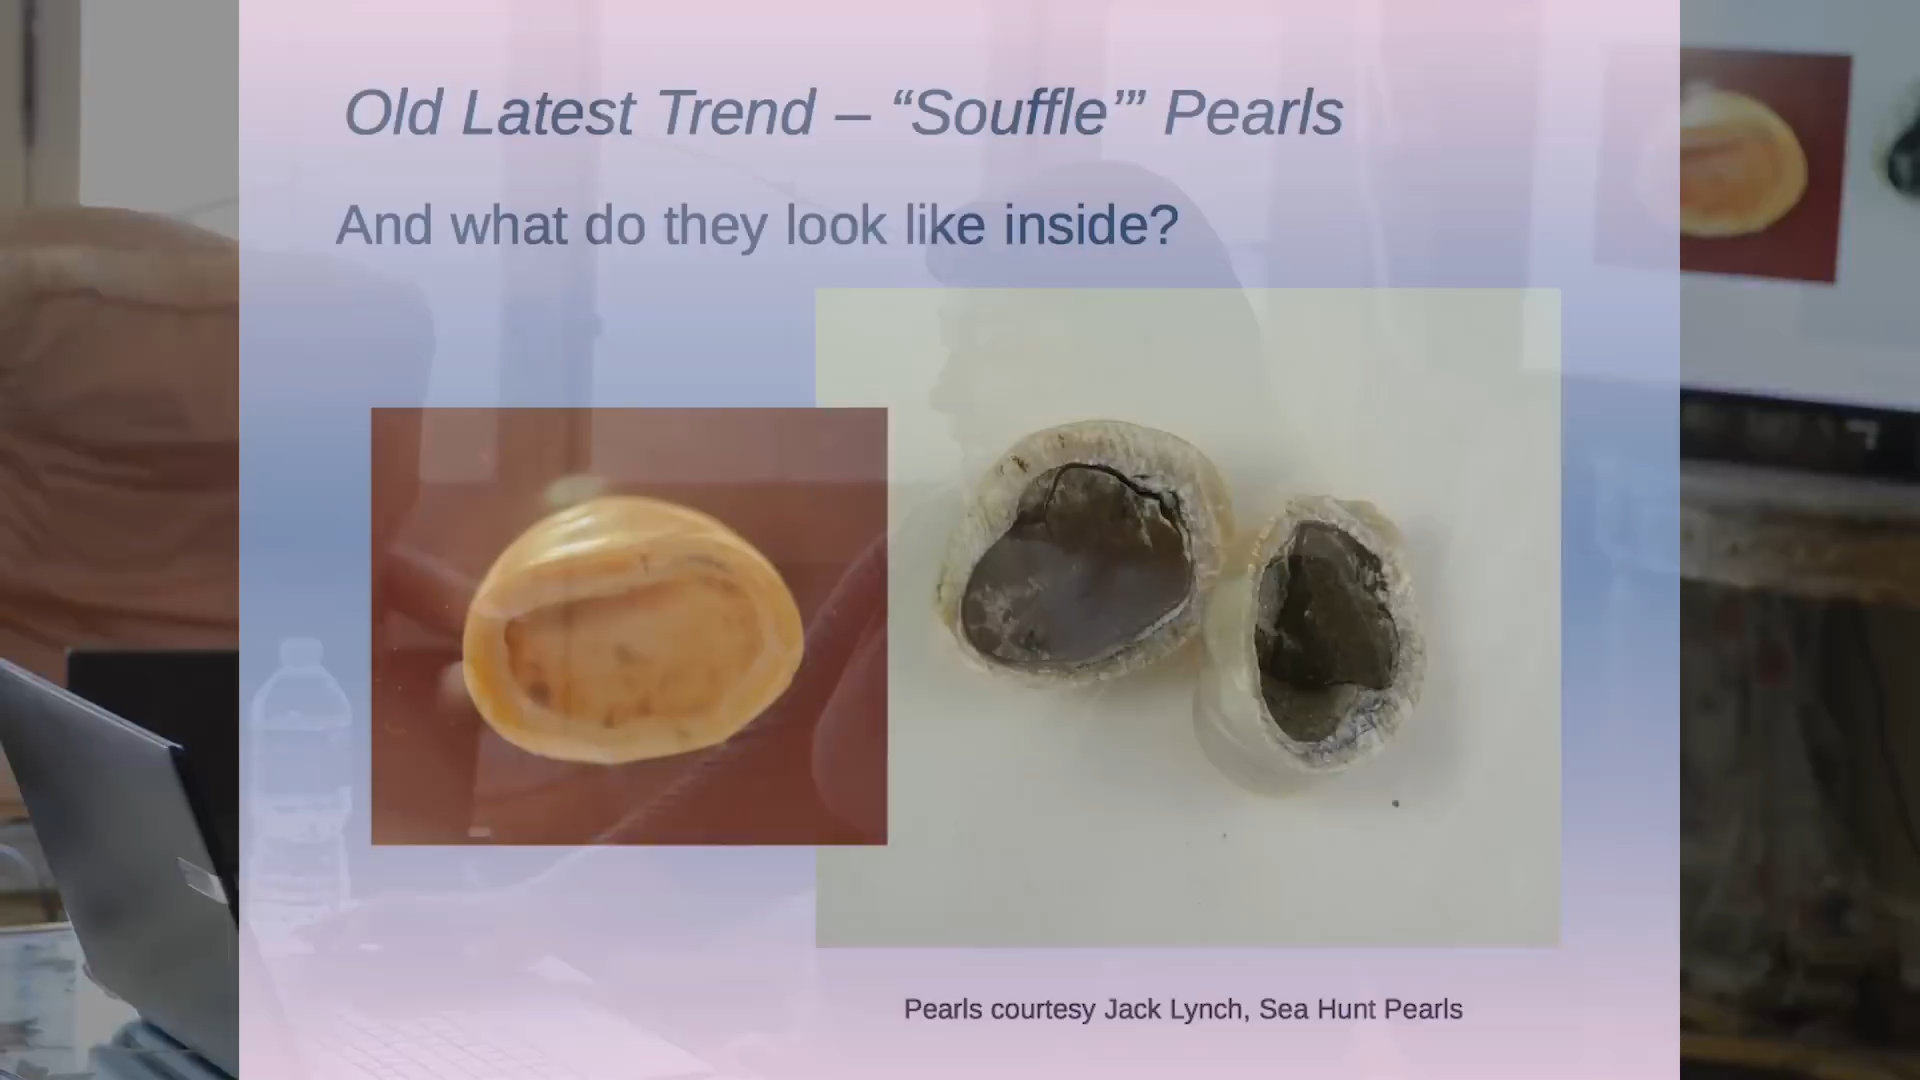 Old Latest Trend – “Souffle’” Pearls
And what do they look like inside?
Pearls courtesy Jack Lynch, Sea Hunt Pearls